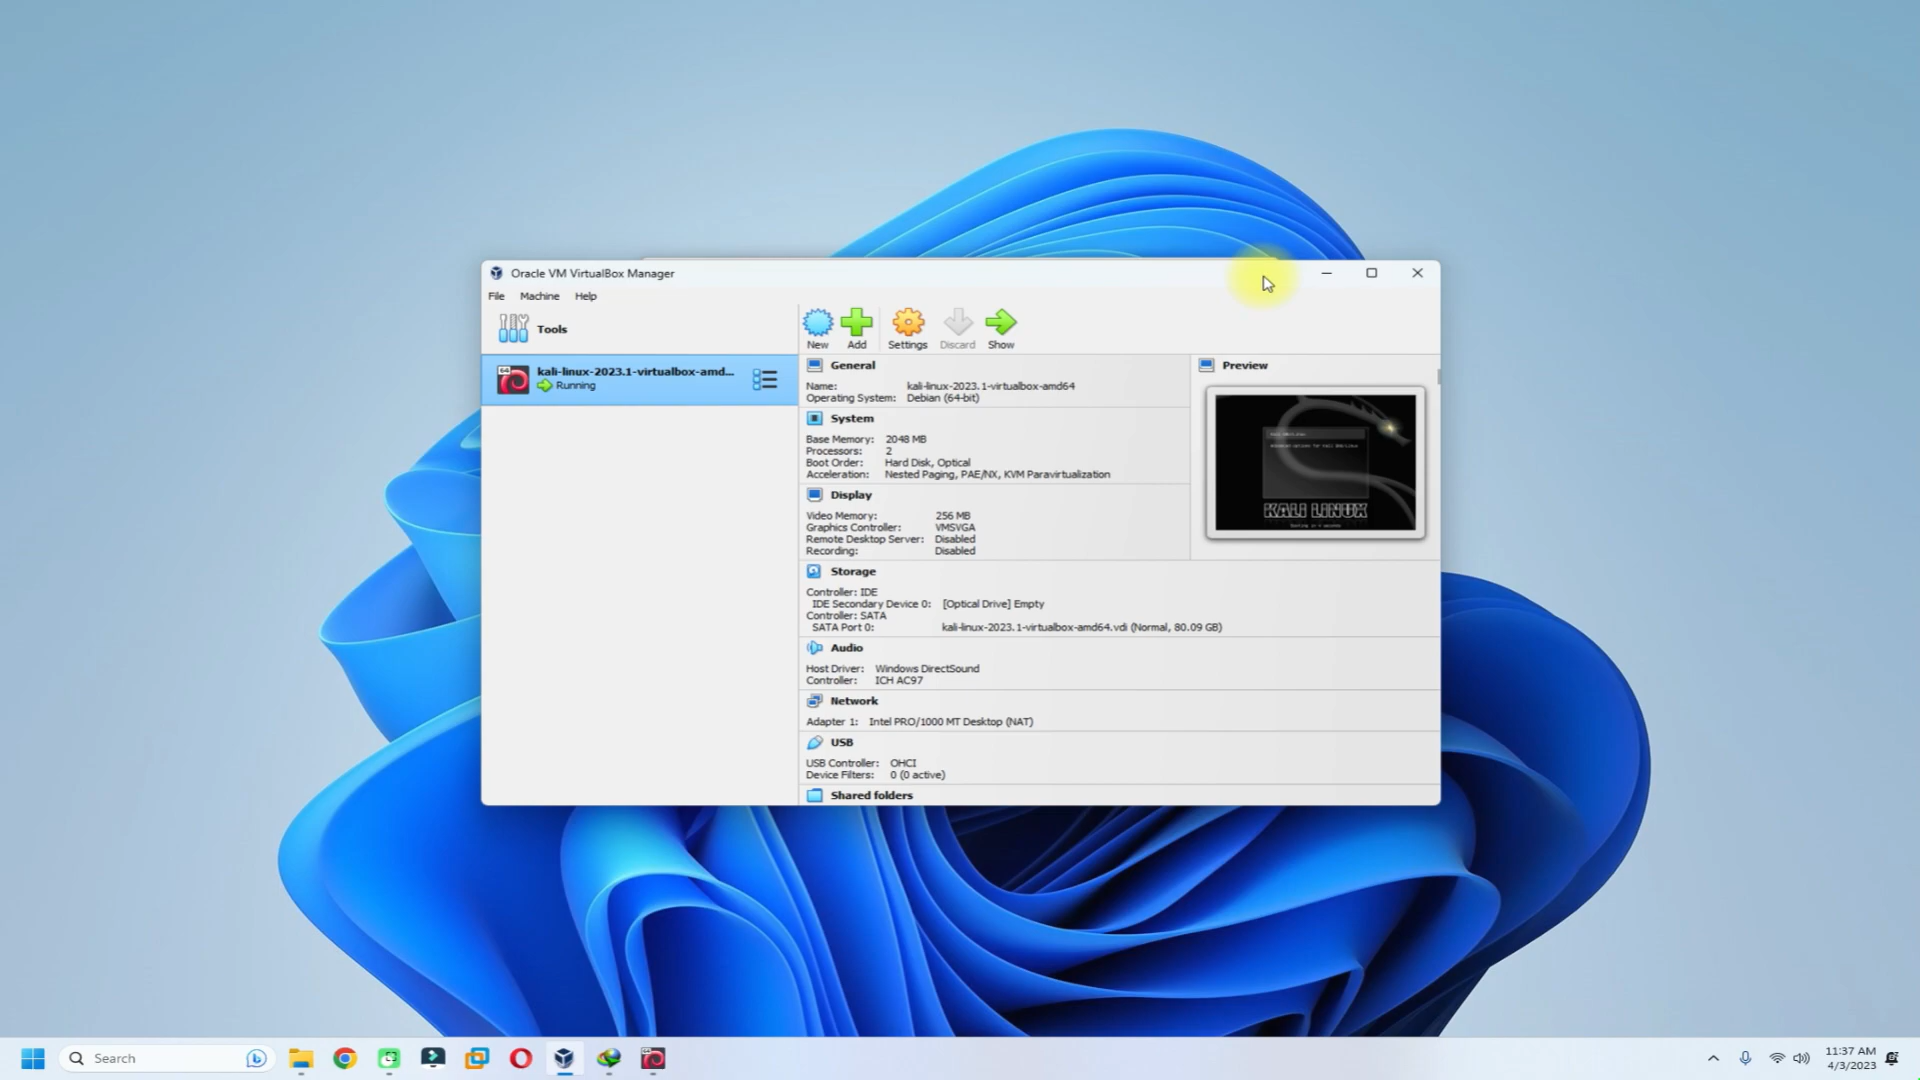 Oracle VM VirtualBox Manager
File Machine Help
Tools
New Add Settings Discard Show
64
kali-linux-2023.1-virtualbox-amd...
Running
General
Name: kali-linux-2023.1-virtualbox-amd64
Operating System: Debian (64-bit)
System
Base Memory: 2048 MB
Processors: 2
Boot Order: Hard Disk, Optical
Acceleration: Nested Paging, PAE/NX, KVM Paravirtualization
Display
Video Memory: 256 MB
Graphics Controller: VMSVGA
Remote Desktop Server: Disabled
Recording: Disabled
Preview
KALI LINUX
Storage
Controller: IDE
IDE Secondary Device 0: [Optical Drive] Empty
Controller: SATA
SATA Port 0: kali-linux-2023.1-virtualbox-amd64.vdi (Normal, 80.09 GB)
Audio
Host Driver: Windows DirectSound
Controller: ICH AC97
Network
Adapter 1: Intel PRO/1000 MT Desktop (NAT)
USB
USB Controller: OHCI
Device Filters: 0 (0 active)
Shared folders
Search
11:37 AM
4/3/2023